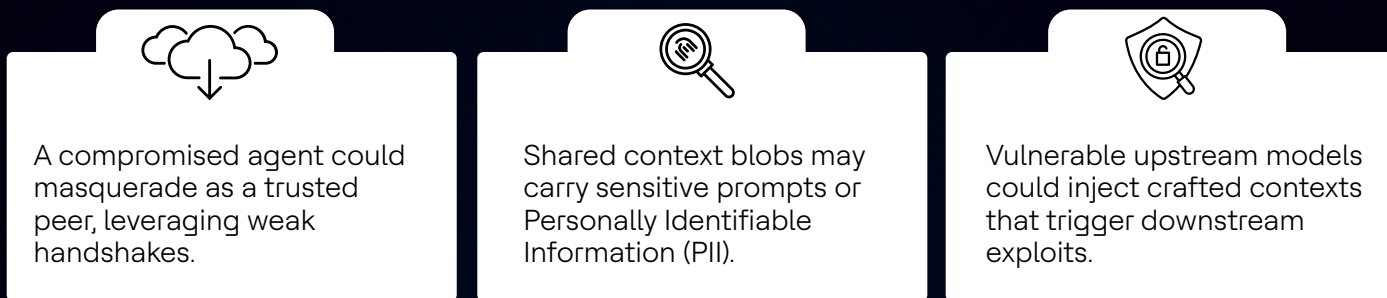 A compromised agent could
masquerade as a trusted
peer, leveraging weak
handshakes.
Shared context blobs may
carry sensitive prompts or
Personally Identifiable
Information (PII).
Vulnerable upstream models
could inject crafted contexts
that trigger downstream
exploits.